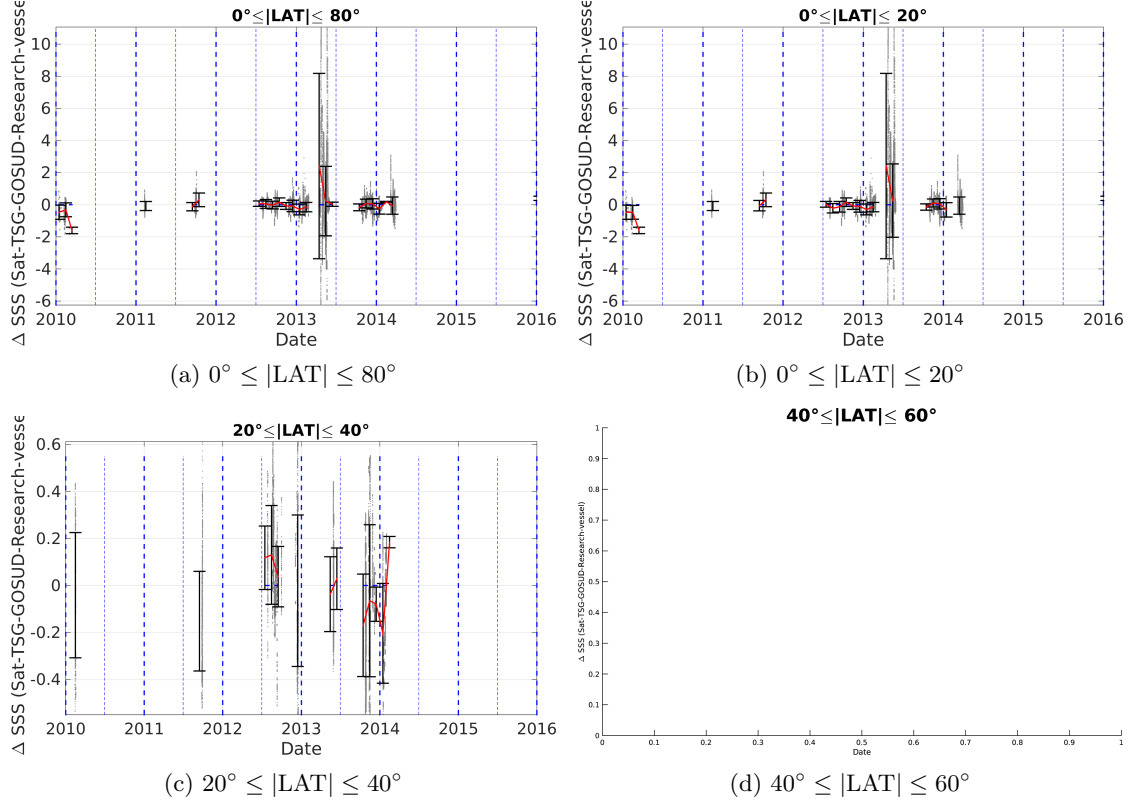 0°≤|LAT|≤ 80°
Δ SSS (Sat-TSG-GOSUD-Research-vesse
10
8
6
4
2
0
-2
-4
-6
2010 2011 2012 2013 2014 2015 2016
Date
(a) 0° ≤ |LAT| ≤ 80°
0°≤|LAT|≤ 20°
Δ SSS (Sat-TSG-GOSUD-Research-vesse
10
8
6
4
2
0
-2
-4
-6
2010 2011 2012 2013 2014 2015 2016
Date
(b) 0° ≤ |LAT| ≤ 20°
20°≤|LAT|≤ 40°
Δ SSS (Sat-TSG-GOSUD-Research-vesse
0.6
0.4
0.2
0
-0.2
-0.4
2010 2011 2012 2013 2014 2015 2016
Date
(c) 20° ≤ |LAT| ≤ 40°
40°≤|LAT|≤ 60°
Δ SSS (Sat-TSG-GOSUD-Research-vessel)
1
0.9
0.8
0.7
0.6
0.5
0.4
0.3
0.2
0.1
0
0 0.1 0.2 0.3 0.4 0.5 0.6 0.7 0.8 0.9 1
Date
(d) 40° ≤ |LAT| ≤ 60°